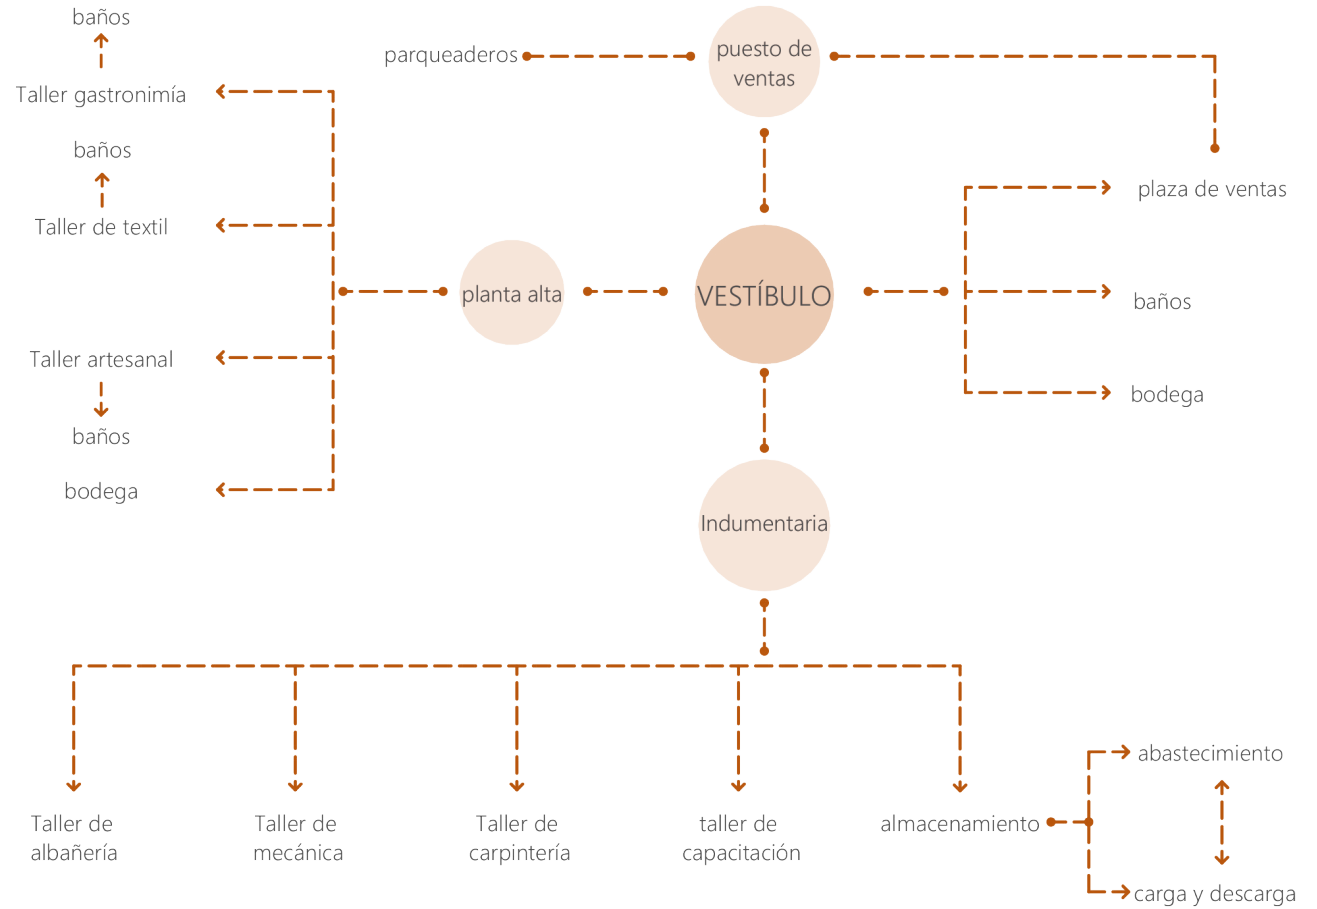 baños
parqueaderos
puesto de
ventas
Taller gastronimía
baños
plaza de ventas
Taller de textil
planta alta
VESTÍBULO
baños
Taller artesanal
bodega
baños
bodega
Indumentaria
abastecimiento
Taller de
albañería
Taller de
mecánica
Taller de
carpintería
taller de
capacitación
almacenamiento
carga y descarga